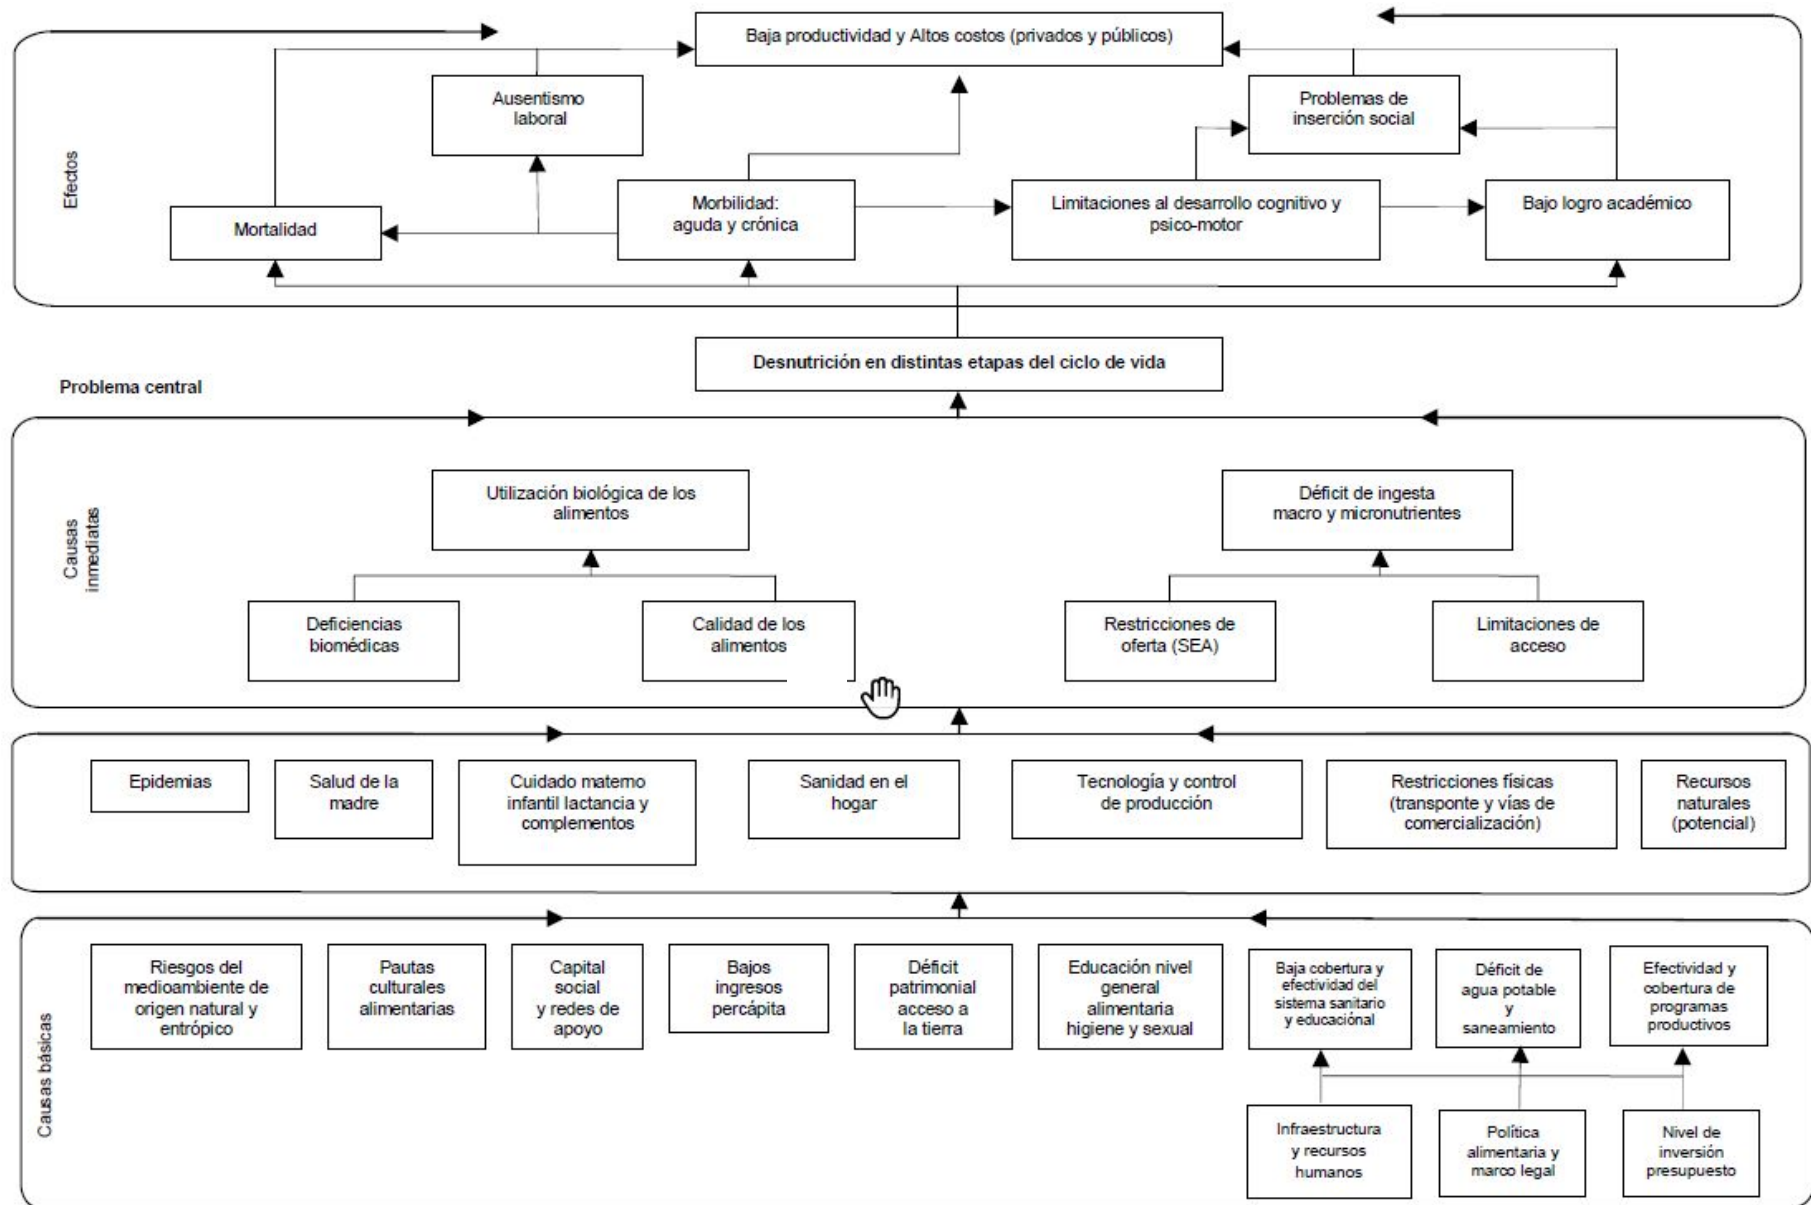 Baja productividad y Altos costos (privados y públicos)
Ausentismo
laboral
Problemas de
inserción social
Efectos
Mortalidad
Morbilidad:
aguda y crónica
Limitaciones al desarrollo cognitivo y
psico-motor
Bajo logro académico
Desnutrición en distintas etapas del ciclo de vida
Problema central
Causas
inmediatas
Utilización biológica de los
alimentos
Déficit de ingesta
macro y micronutrientes
Deficiencias
biomédicas
Calidad de los
alimentos
Restricciones de
oferta (SEA)
Limitaciones de
acceso
Epidemias
Salud de la
madre
Cuidado materno
infantil lactancia y
complementos
Sanidad en el
hogar
Tecnología y control
de producción
Restricciones físicas
(transporte y vías de
comercialización)
Recursos
naturales
(potencial)
Causas básicas
Riesgos del
medioambiente de
origen natural y
entrópico
Pautas
culturales
alimentarias
Capital
social
y redes de
apoyo
Bajos
ingresos
percápita
Déficit
patrimonial
acceso a
la tierra
Educación nivel
general
alimentaria
higiene y sexual
Baja cobertura y
efectividad del
sistema sanitario
y educaciónal
Déficit de
agua potable
y
saneamiento
Efectividad y
cobertura de
programas
productivos
Infraestructura
y recursos
humanos
Política
alimentaria y
marco legal
Nivel de
inversión
presupuesto